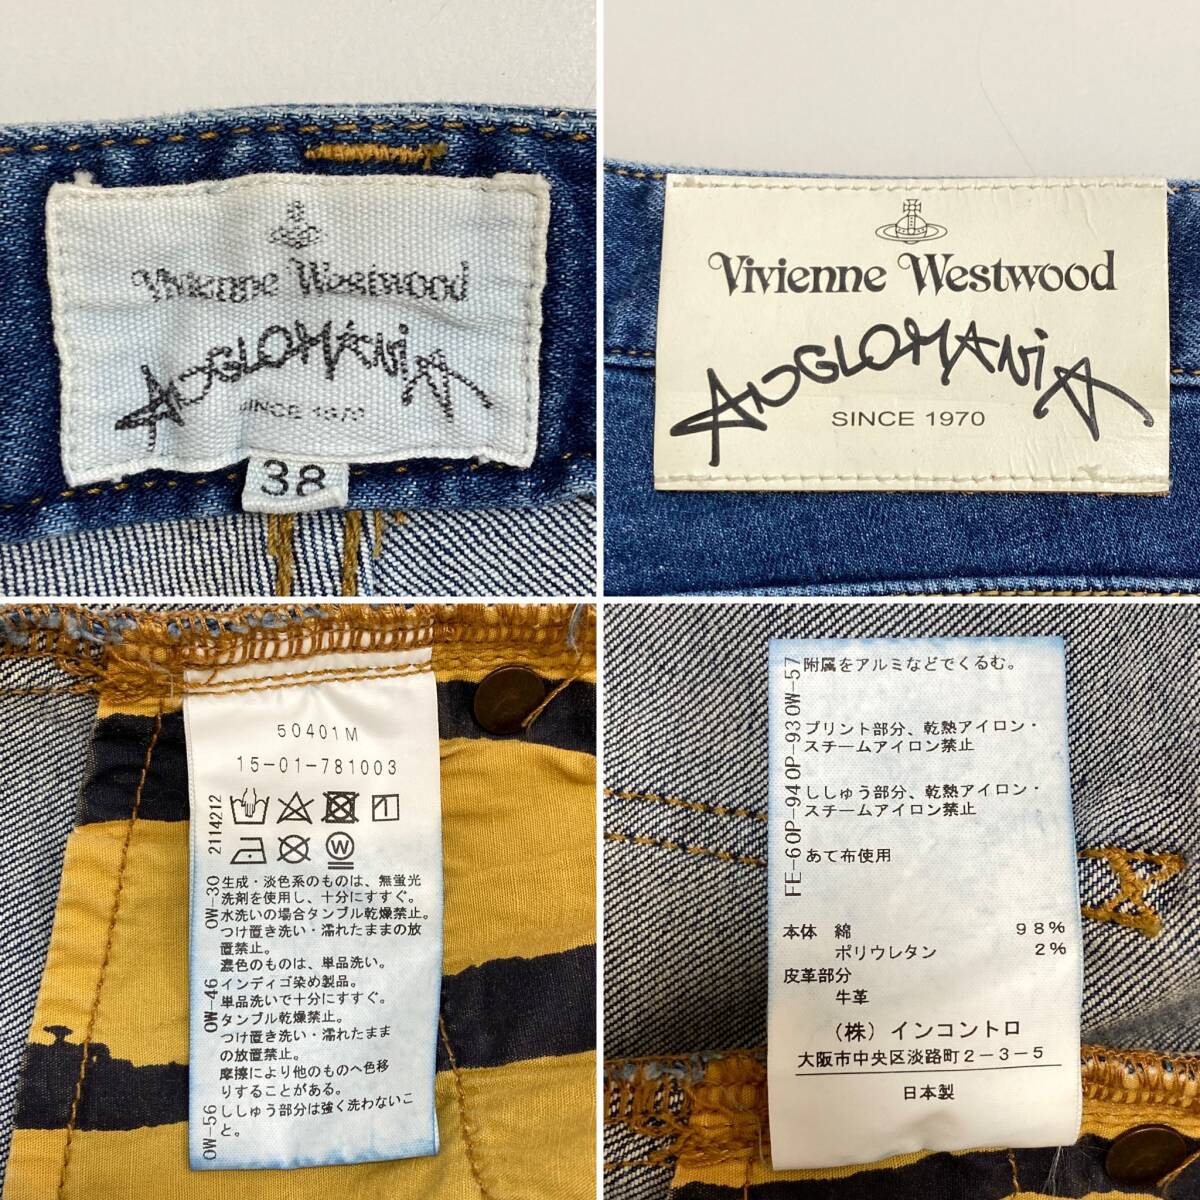 Vivienne Westwood
ANGLOMANiA
SINCE 1970
38
Vivienne Westwood
ANGLOMANiA
SINCE 1970
50401M
15-01-781003
2114212
W
OW-30
生成・淡色系のものは、無蛍光
洗剤を使用し、十分にすすぐ。
水洗いの場合タンブル乾燥禁止。
つけ置き洗い・濡れたままの放
置禁止。
濃色のものは、単品洗い。
OW-46
インディゴ染め製品。
単品洗いで十分にすすぐ。
タンブル乾燥禁止。
つけ置き洗い・濡れたまま
の放置禁止。
摩擦により他のものへ色移
りすることがある。
OW-56
ししゅう部分は強く洗わないこ
と。
FE-60P-940P-930W-57
附属をアルミなどでくるむ。
プリント部分、乾熱アイロン・
スチームアイロン禁止
ししゅう部分、乾熱アイロン・
スチームアイロン禁止
あて布使用
本体 綿 98%
ポリウレタン 2%
皮革部分
牛革
(株) インコントロ
大阪市中央区淡路町2-3-5
日本製